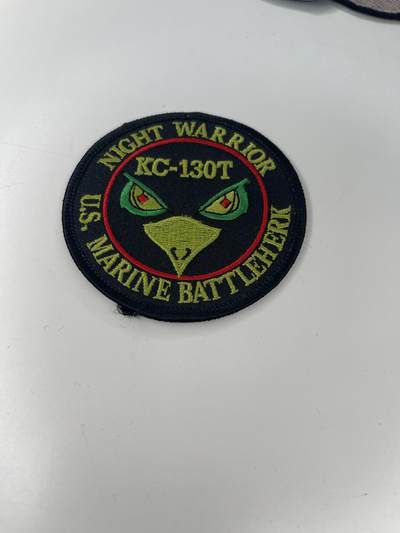 NIGHT WARRIOR
KC-130T
U.S. MARINE BATTLEHERK